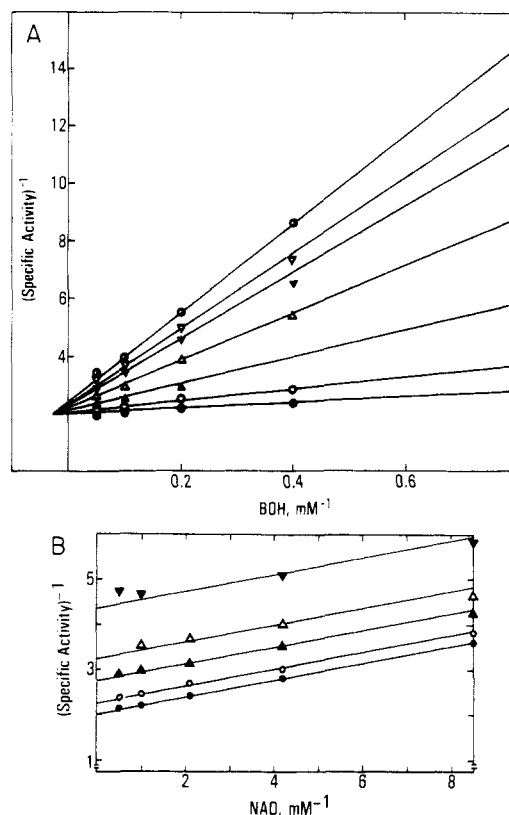 A
14
12
10
8
6
4
(Specific Activity)⁻¹
0.2
0.4
0.6
BOH, mM⁻¹
B
5
3
1
(Specific Activity)⁻¹
0
2
4
6
8
NAD, mM⁻¹